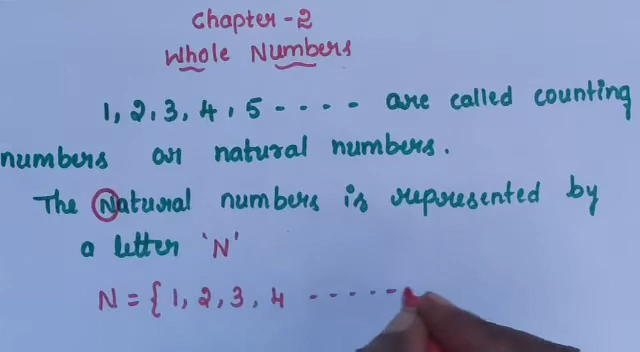 Chapter-2
Whole Numbers
1, 2, 3, 4, 5 - - - - are called counting
numbers or natural numbers.
The Natural numbers is represented by
a letter 'N'
N = { 1, 2, 3, 4 - - - - - -